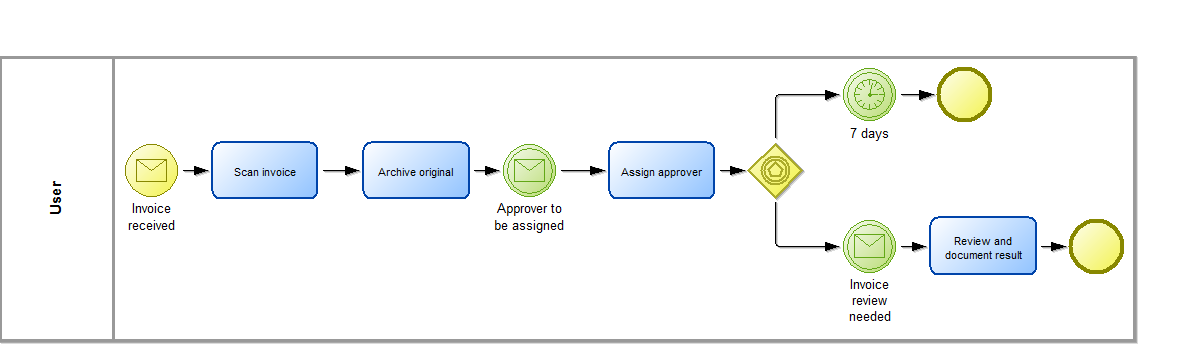 User
Invoice
received
Scan invoice
Archive original
Approver to
be assigned
Assign approver
7 days
Invoice
review
needed
Review and
document result